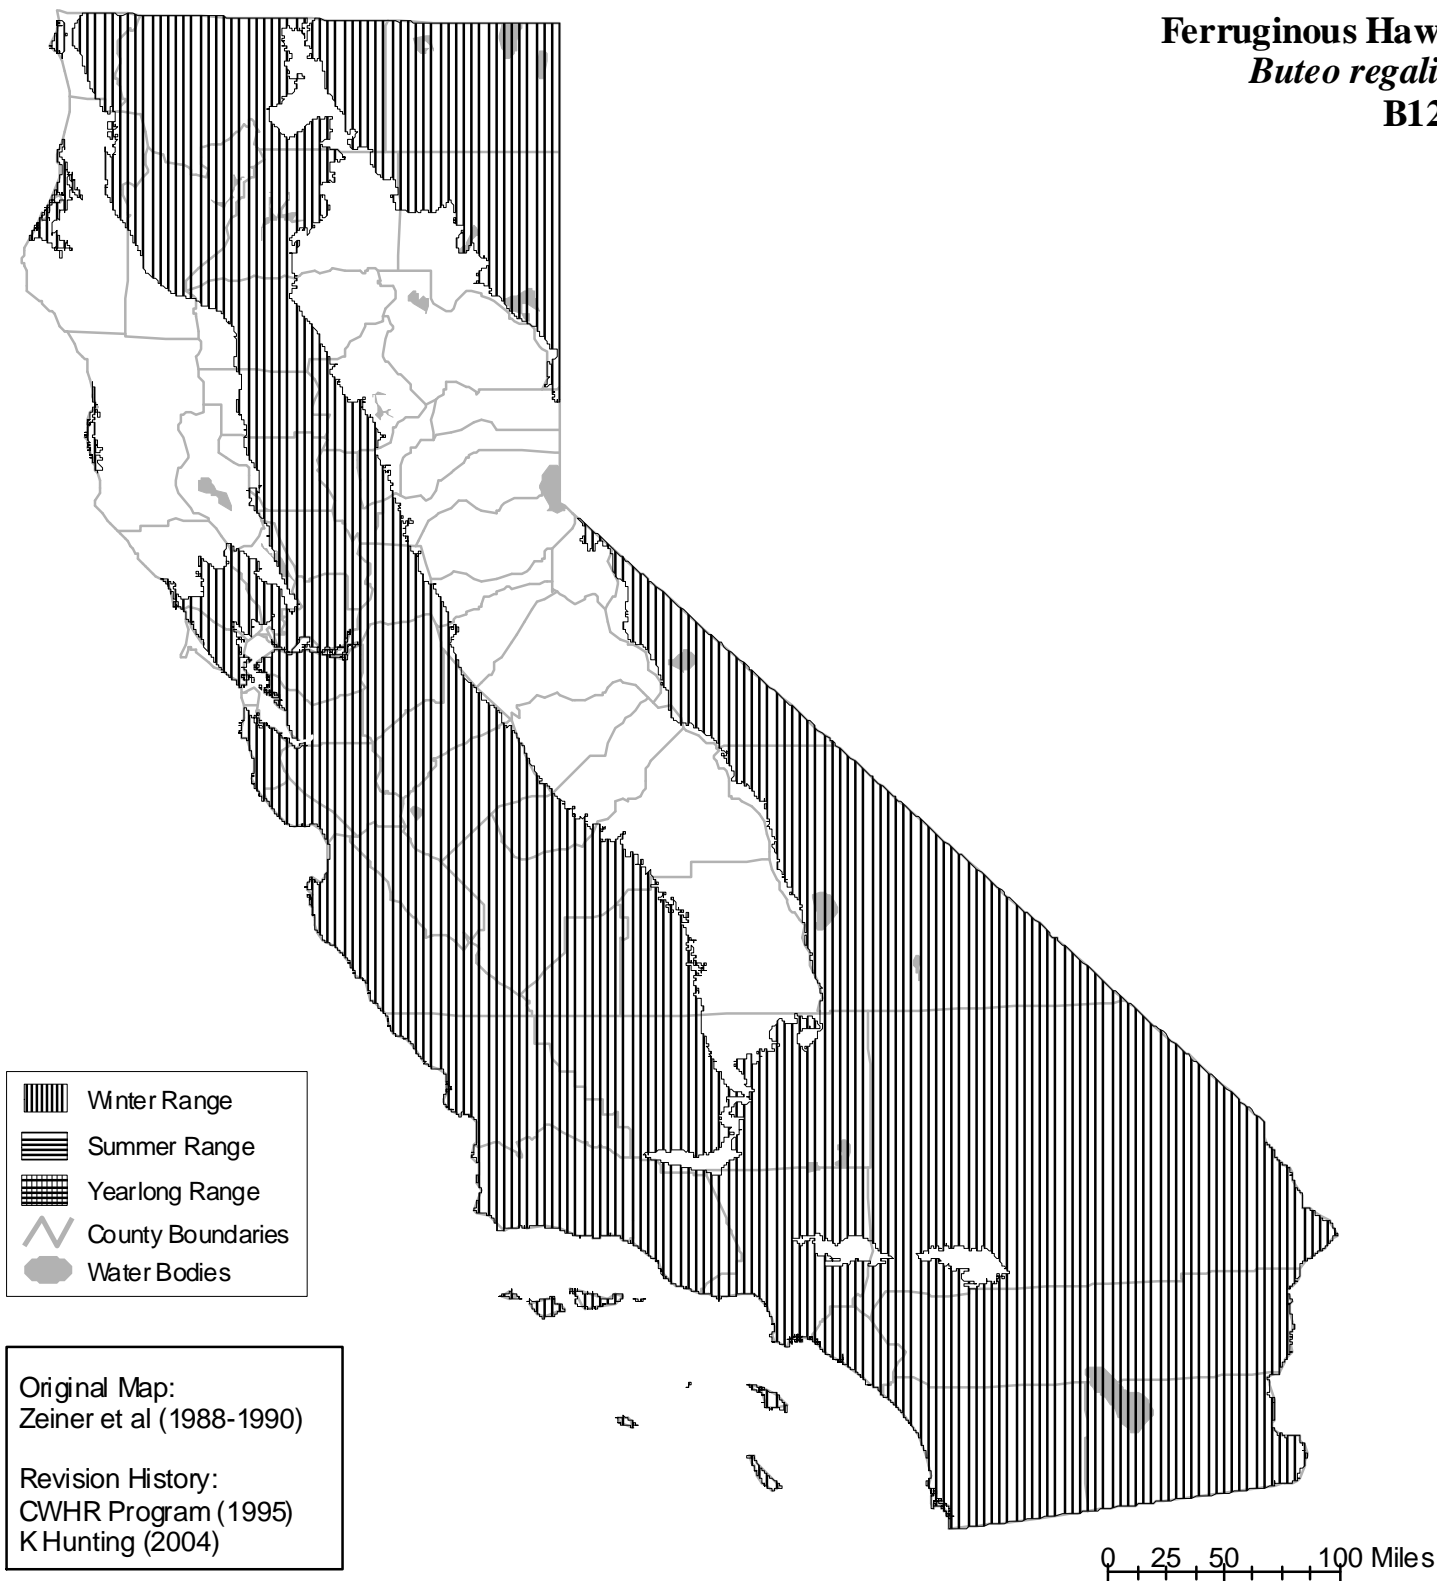 Ferruginous Haw
Buteo regali
B12
Winter Range
Summer Range
Yearlong Range
County Boundaries
Water Bodies
Original Map:
Zeiner et al (1988-1990)
Revision History:
CWHR Program (1995)
K Hunting (2004)
0 25 50 100 Miles